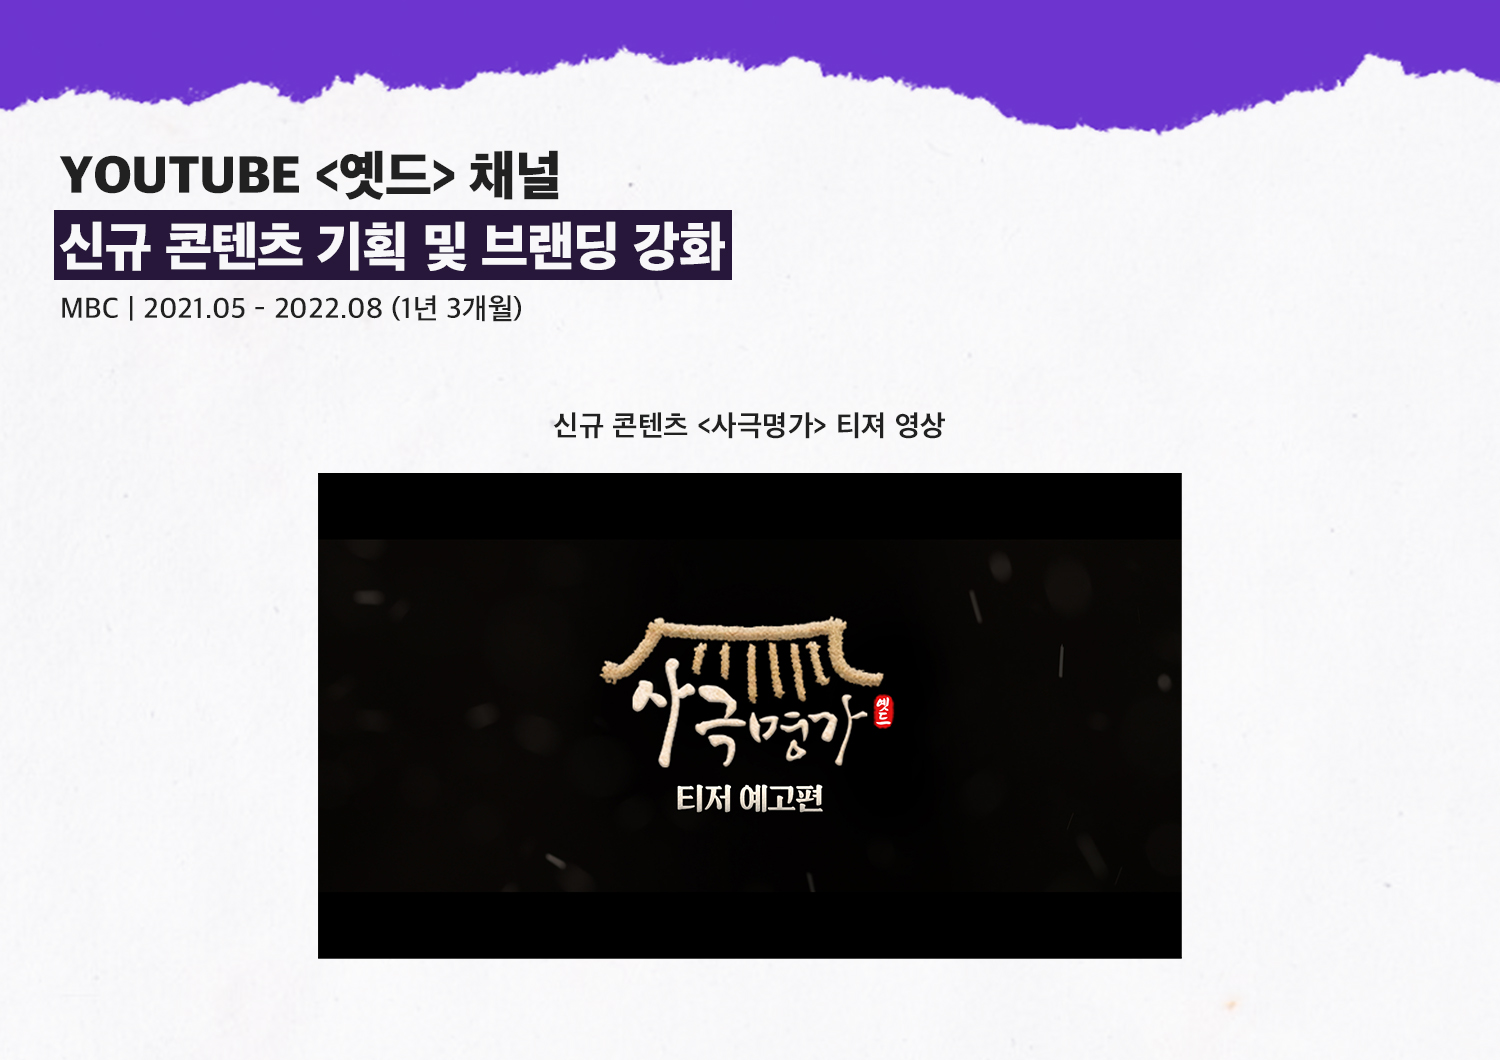 YOUTUBE <옛드> 채널
신규 콘텐츠 기획 및 브랜딩 강화
MBC | 2021.05 - 2022.08 (1년 3개월)
신규 콘텐츠 <사극명가> 티져 영상
사극명가
옛드
티저 예고편